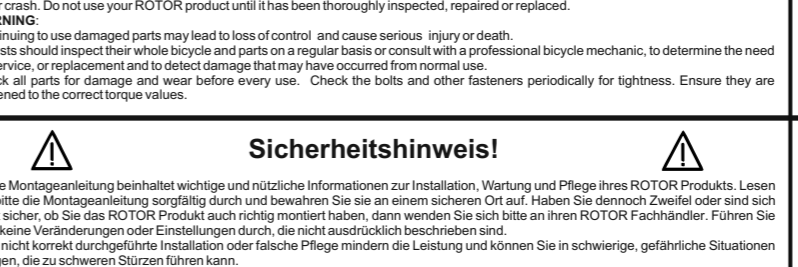 crash. Do not use your ROTOR product until it has been thoroughly inspected, repaired or replaced.
RNING:
inuing to use damaged parts may lead to loss of control and cause serious injury or death.
sts should inspect their whole bicycle and parts on a regular basis or consult with a professional bicycle mechanic, to determine the need
ervice, or replacement and to detect damage that may have occurred from normal use.
ck all parts for damage and wear before every use. Check the bolts and other fasteners periodically for tightness. Ensure they are
ened to the correct torque values.
Sicherheitshinweis!
e Montageanleitung beinhaltet wichtige und nützliche Informationen zur Installation, Wartung und Pflege ihres ROTOR Produkts. Lesen
bitte die Montageanleitung sorgfältig durch und bewahren Sie sie an einem sicheren Ort auf. Haben Sie dennoch Zweifel oder sind sich
t sicher, ob Sie das ROTOR Produkt auch richtig montiert haben, dann wenden Sie sich bitte an ihren ROTOR Fachhändler. Führen Sie
keine Veränderungen oder Einstellungen durch, die nicht ausdrücklich beschrieben sind.
nicht korrekt durchgeführte Installation oder falsche Pflege mindern die Leistung und können Sie in schwierige, gefährliche Situationen
gen, die zu schweren Stürzen führen kann.